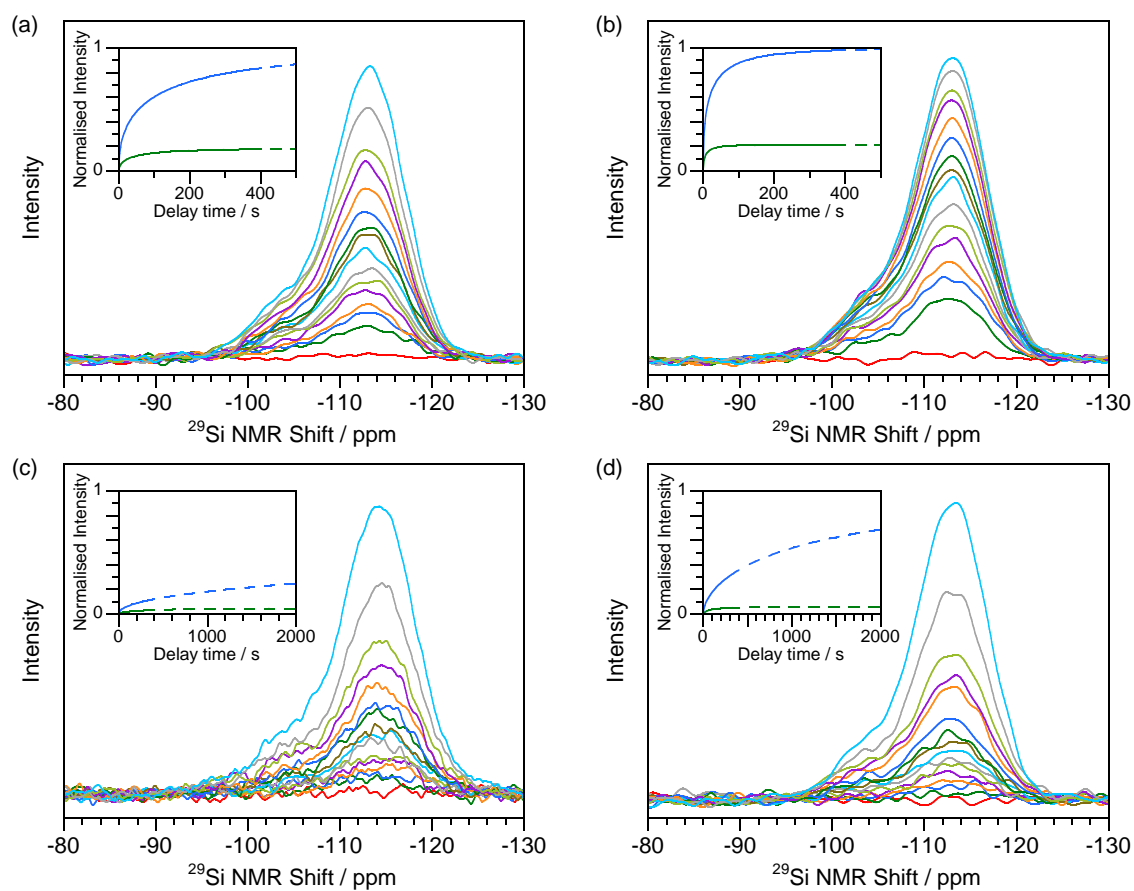 (a)
Intensity
Normalised Intensity
1
0
0 200 400
Delay time / s
-80 -90 -100 -110 -120 -130
²⁹Si NMR Shift / ppm
(b)
Intensity
Normalised Intensity
1
0
0 200 400
Delay time / s
-80 -90 -100 -110 -120 -130
²⁹Si NMR Shift / ppm
(c)
Intensity
Normalised Intensity
1
0
0 1000 2000
Delay time / s
-80 -90 -100 -110 -120 -130
²⁹Si NMR Shift / ppm
(d)
Intensity
Normalised Intensity
1
0
0 1000 2000
Delay time / s
-80 -90 -100 -110 -120 -130
²⁹Si NMR Shift / ppm